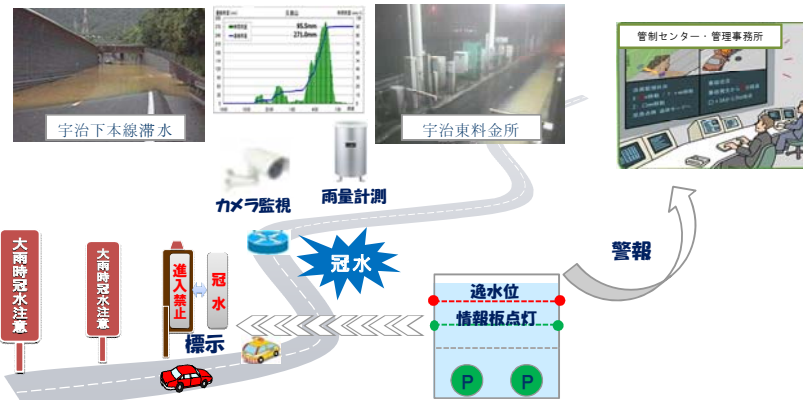 宇治下本線滞水
95.5mm
271.0mm
宇治東料金所
管制センター・管理事務所
カメラ監視
雨量計測
大雨時冠水注意
大雨時冠水注意
進入禁止
冠水
標示
冠水
警報
逸水位
情報板点灯
P
P